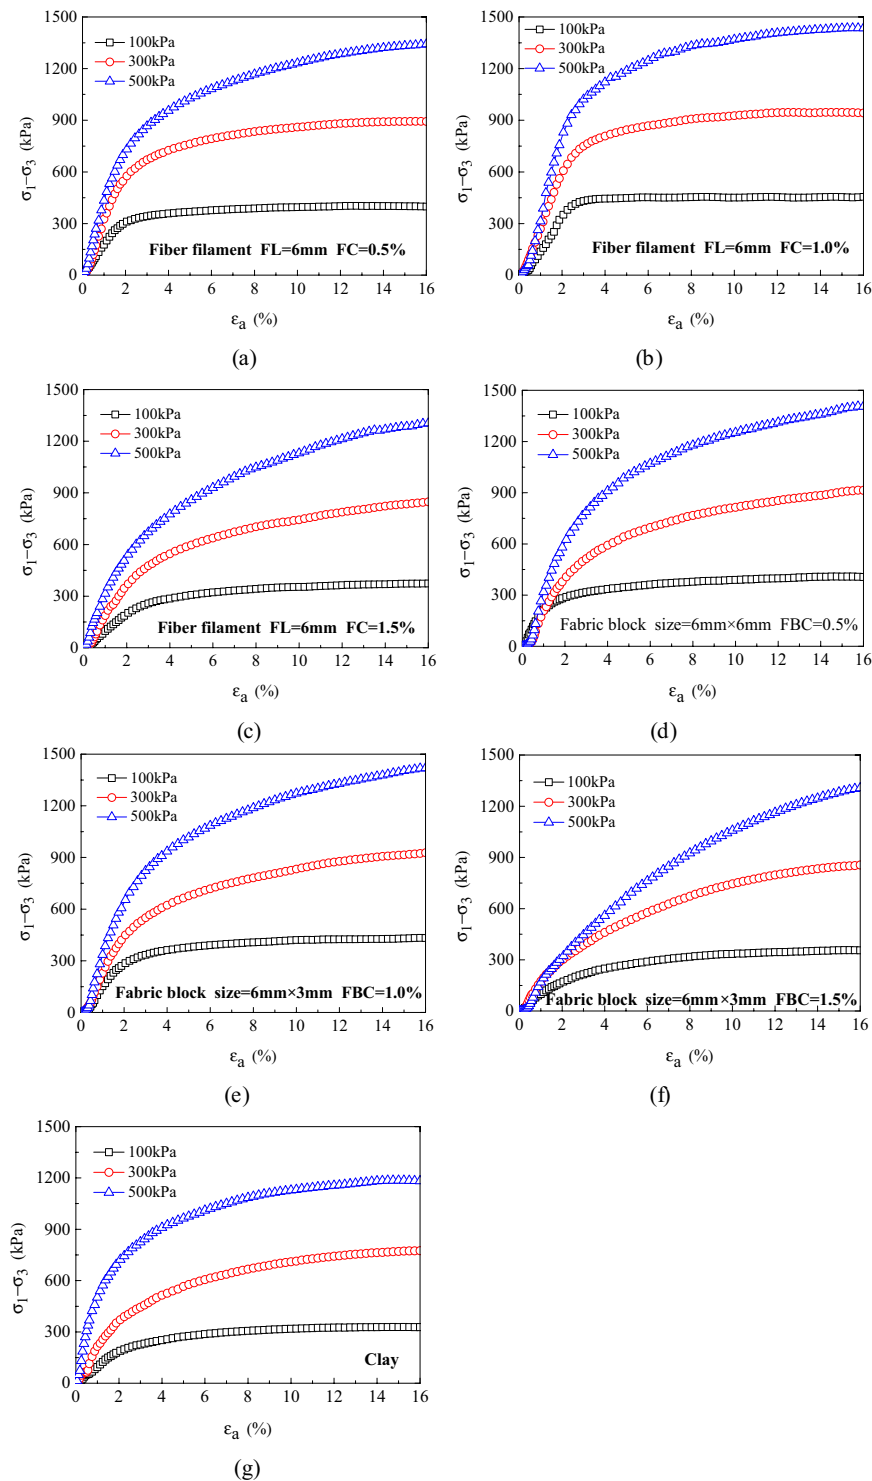 1500
1200
900
600
300
0
σ1−σ3 (kPa)
100kPa
300kPa
500kPa
Fiber filament FL=6mm FC=0.5%
0 2 4 6 8 10 12 14 16
εa (%)
(a)
1500
1200
900
600
300
0
σ1−σ3 (kPa)
100kPa
300kPa
500kPa
Fiber filament FL=6mm FC=1.0%
0 2 4 6 8 10 12 14 16
εa (%)
(b)
1500
1200
900
600
300
0
σ1−σ3 (kPa)
100kPa
300kPa
500kPa
Fiber filament FL=6mm FC=1.5%
0 2 4 6 8 10 12 14 16
εa (%)
(c)
1500
1200
900
600
300
0
σ1−σ3 (kPa)
100kPa
300kPa
500kPa
Fabric block size=6mm×6mm FBC=0.5%
0 2 4 6 8 10 12 14 16
εa (%)
(d)
1500
1200
900
600
300
0
σ1−σ3 (kPa)
100kPa
300kPa
500kPa
Fabric block size=6mm×3mm FBC=1.0%
0 2 4 6 8 10 12 14 16
εa (%)
(e)
1500
1200
900
600
300
0
σ1−σ3 (kPa)
100kPa
300kPa
500kPa
Fabric block size=6mm×3mm FBC=1.5%
0 2 4 6 8 10 12 14 16
εa (%)
(f)
1500
1200
900
600
300
0
σ1−σ3 (kPa)
100kPa
300kPa
500kPa
Clay
0 2 4 6 8 10 12 14 16
εa (%)
(g)